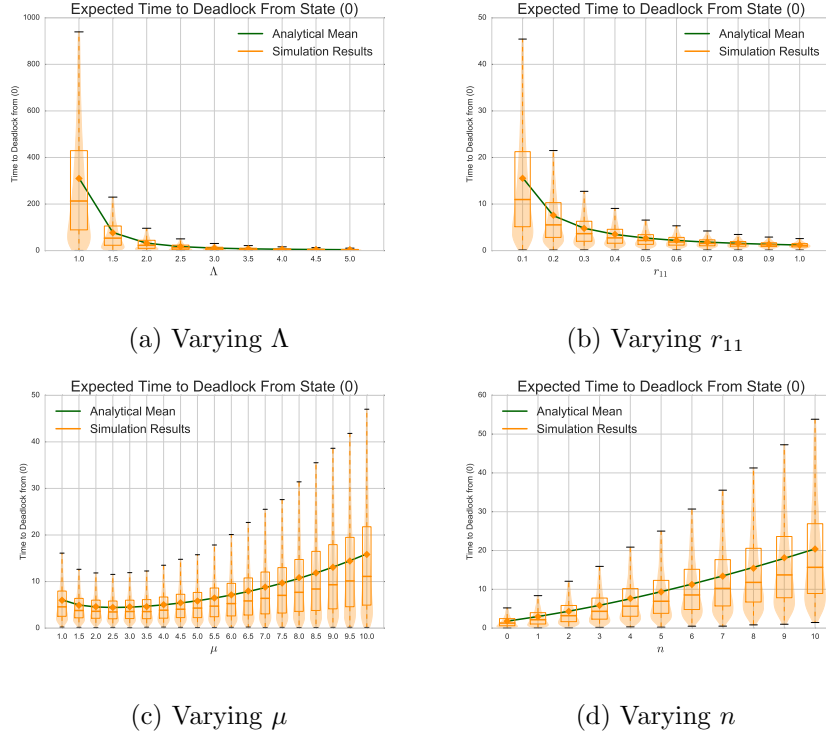 Expected Time to Deadlock From State (0)
Time to Deadlock from (0)
1000
800
600
400
200
0
Analytical Mean
Simulation Results
1.0 1.5 2.0 2.5 3.0 3.5 4.0 4.5 5.0
Λ
(a) Varying Λ
Expected Time to Deadlock From State (0)
Time to Deadlock from (0)
50
40
30
20
10
0
Analytical Mean
Simulation Results
0.1 0.2 0.3 0.4 0.5 0.6 0.7 0.8 0.9 1.0
r₁₁
(b) Varying r₁₁
Expected Time to Deadlock From State (0)
Time to Deadlock from (0)
50
40
30
20
10
0
Analytical Mean
Simulation Results
1.0 1.5 2.0 2.5 3.0 3.5 4.0 4.5 5.0 5.5 6.0 6.5 7.0 7.5 8.0 8.5 9.0 9.5 10.0
μ
(c) Varying μ
Expected Time to Deadlock From State (0)
Time to Deadlock from (0)
60
50
40
30
20
10
0
Analytical Mean
Simulation Results
0 1 2 3 4 5 6 7 8 9 10
n
(d) Varying n